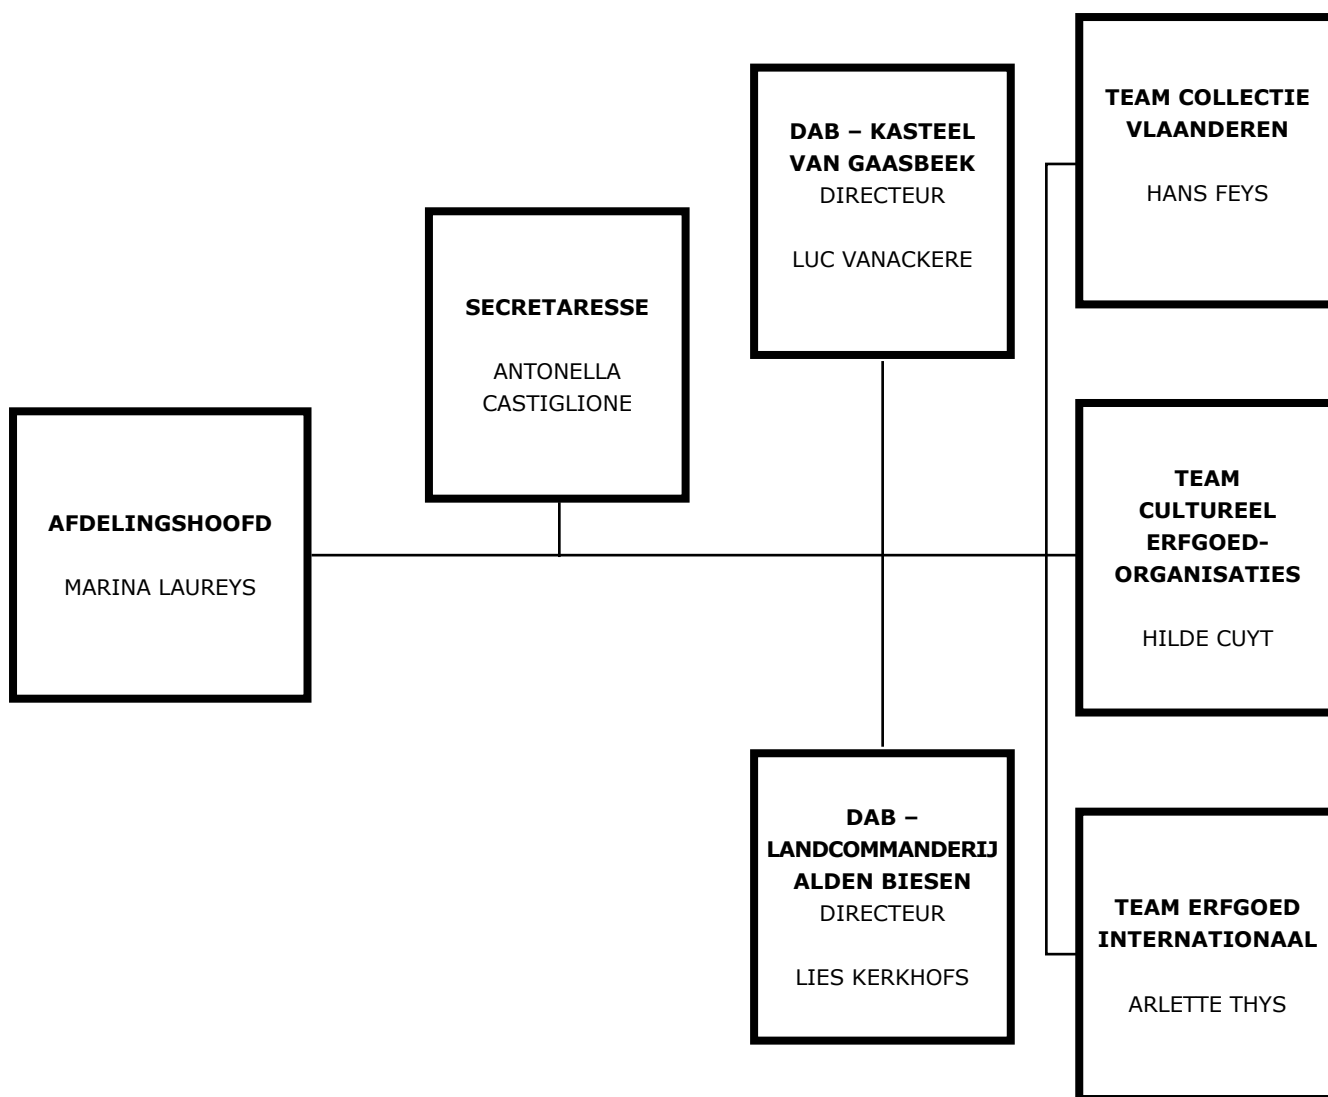 AFDELINGSHOOFD
MARINA LAUREYS
SECRETARESSE
ANTONELLA
CASTIGLIONE
DAB – KASTEEL
VAN GAASBEEK
DIRECTEUR
LUC VANACKERE
DAB –
LANDCOMMANDERIJ
ALDEN BIESEN
DIRECTEUR
LIES KERKHOFS
TEAM COLLECTIE
VLAANDEREN
HANS FEYS
TEAM
CULTUREEL
ERFGOED-
ORGANISATIES
HILDE CUYT
TEAM ERFGOED
INTERNATIONAAL
ARLETTE THYS